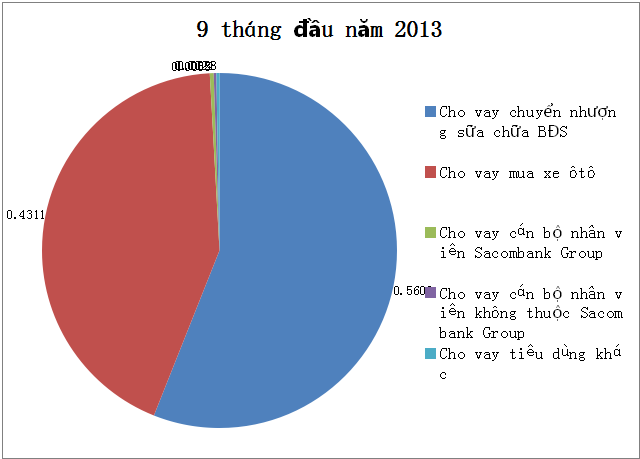 9 tháng đầu năm 2013
0.4311
Cho vay chuyển nhượn
g sữa chữa BĐS
Cho vay mua xe ôtô
Cho vay cán bộ nhân v
iên Sacombank Group
Cho vay cán bộ nhân v
iên không thuộc Sacom
bank Group
Cho vay tiêu dùng khá
c